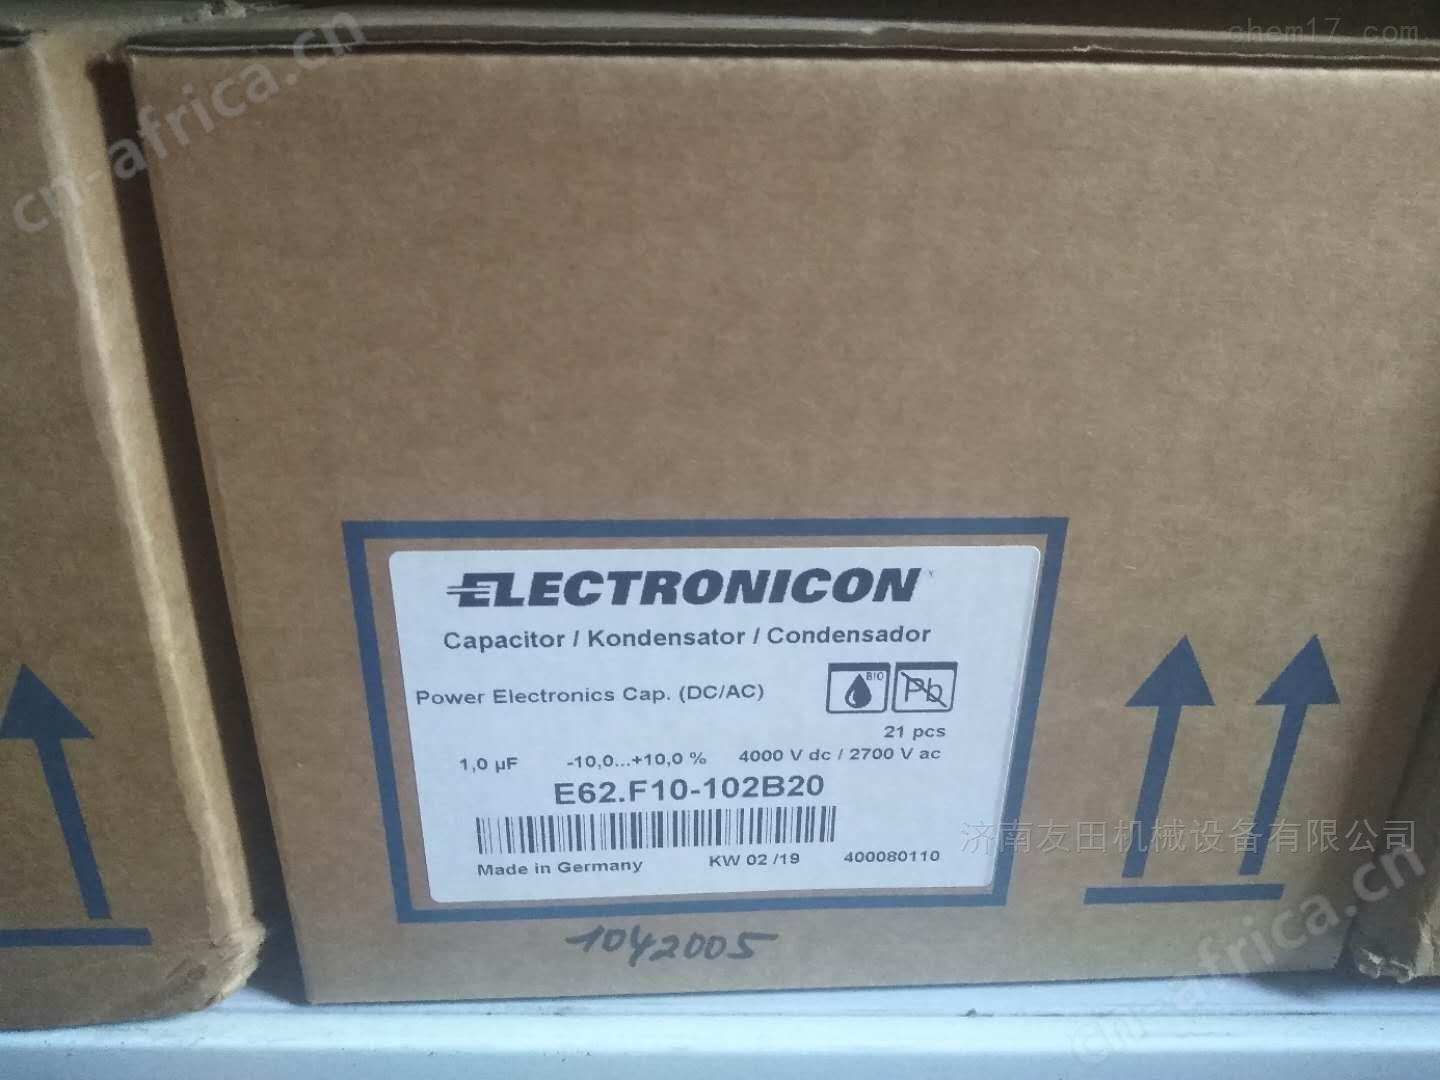 chem17.com
cn-africa.cn
ELECTRONICON
Capacitor / Kondensator / Condensador
Power Electronics Cap. (DC/AC)
BIO
Pb
21 pcs
1,0 µF -10,0...+10,0 % 4000 V dc / 2700 V ac
E62.F10-102B20
Made in Germany KW 02 /19 400080110
济南友田机械设备有限公司
cn-africa.cn
1042005